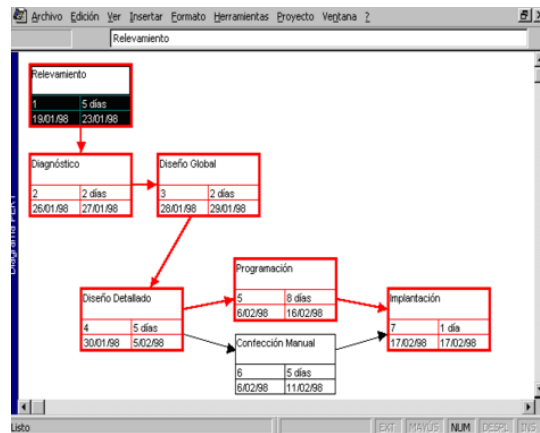 Archivo Edición Ver Insertar Formato Herramientas Proyecto Ventana ?
Relevamiento
Relevamiento
1 5 días
19/01/98 23/01/98
Diagnóstico
2 2 días
26/01/98 27/01/98
Diseño Global
3 2 días
28/01/98 29/01/98
Programación
5 8 días
6/02/98 16/02/98
Diseño Detallado
4 5 días
30/01/98 5/02/98
Implantación
7 1 día
17/02/98 17/02/98
Confección Manual
6 5 días
6/02/98 11/02/98
Diagrama PERT
Listo EXT MAYÚS NUM DESPL INS